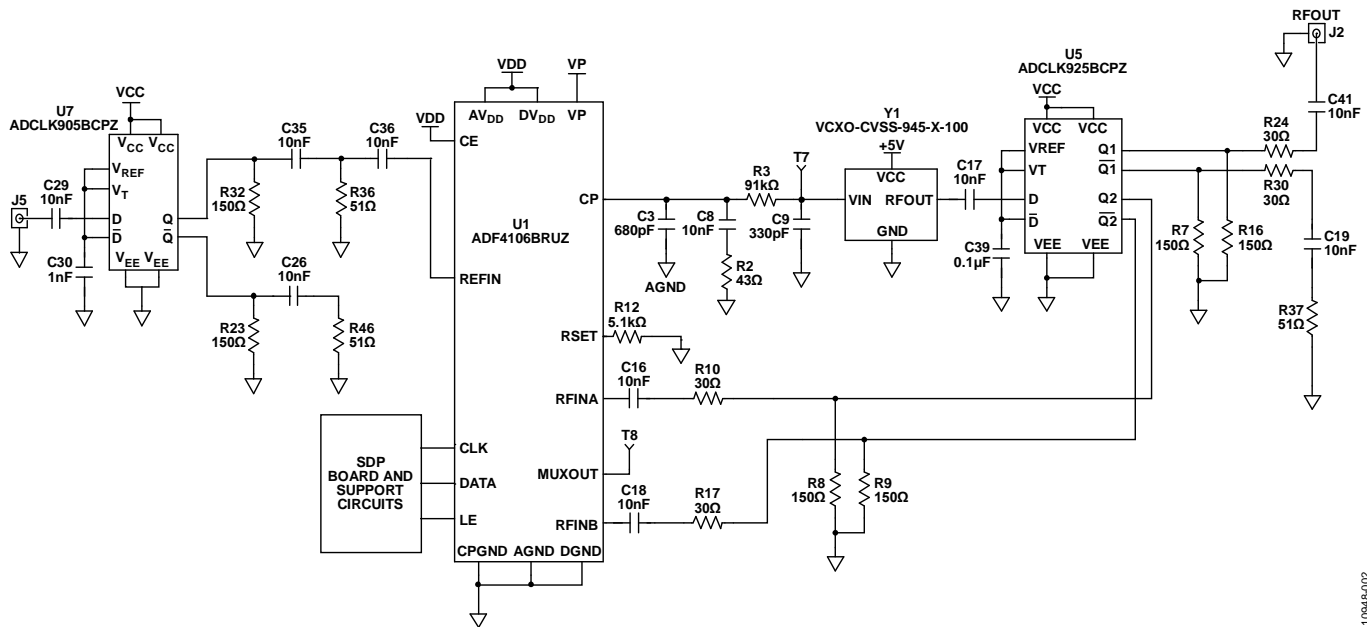 RFOUT
J2
U5
ADCLK925BCPZ
VDD
VP
U7
ADCLK905BCPZ
VCC
VCC
C41
10nF
Y1
VCXO-CVSS-945-X-100
AVDD
DVDD
VP
VDD
CE
C35
10nF
C36
10nF
VCC
VCC
VREF
VT
D
D̅
Q
Q̅
VEE
VEE
C29
10nF
J5
C30
1nF
R32
150Ω
R36
51Ω
C26
10nF
R23
150Ω
R46
51Ω
U1
ADF4106BRUZ
REFIN
CP
R3
91kΩ
T7
C3
680pF
C8
10nF
C9
330pF
AGND
R2
43Ω
+5V
VCC
VIN
RFOUT
GND
C17
10nF
VCC
VCC
VREF
VT
D
D̅
Q1
Q̅1̅
Q2
Q̅2̅
VEE
VEE
C39
0.1µF
R24
30Ω
R30
30Ω
R7
150Ω
R16
150Ω
C19
10nF
R37
51Ω
R12
5.1kΩ
RSET
C16
10nF
R10
30Ω
RFINA
T8
MUXOUT
C18
10nF
R17
30Ω
RFINB
R8
150Ω
R9
150Ω
SDP
BOARD AND
SUPPORT
CIRCUITS
CLK
DATA
LE
CPGND
AGND
DGND
10948-002